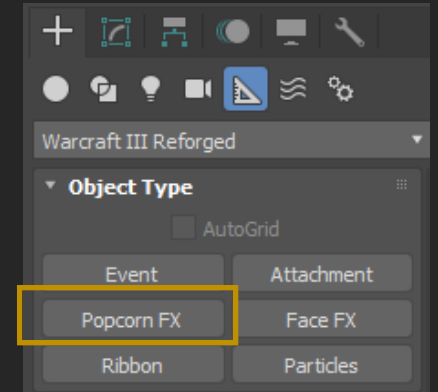 Warcraft III Reforged
Object Type
AutoGrid
Event Attachment
Popcorn FX Face FX
Ribbon Particles